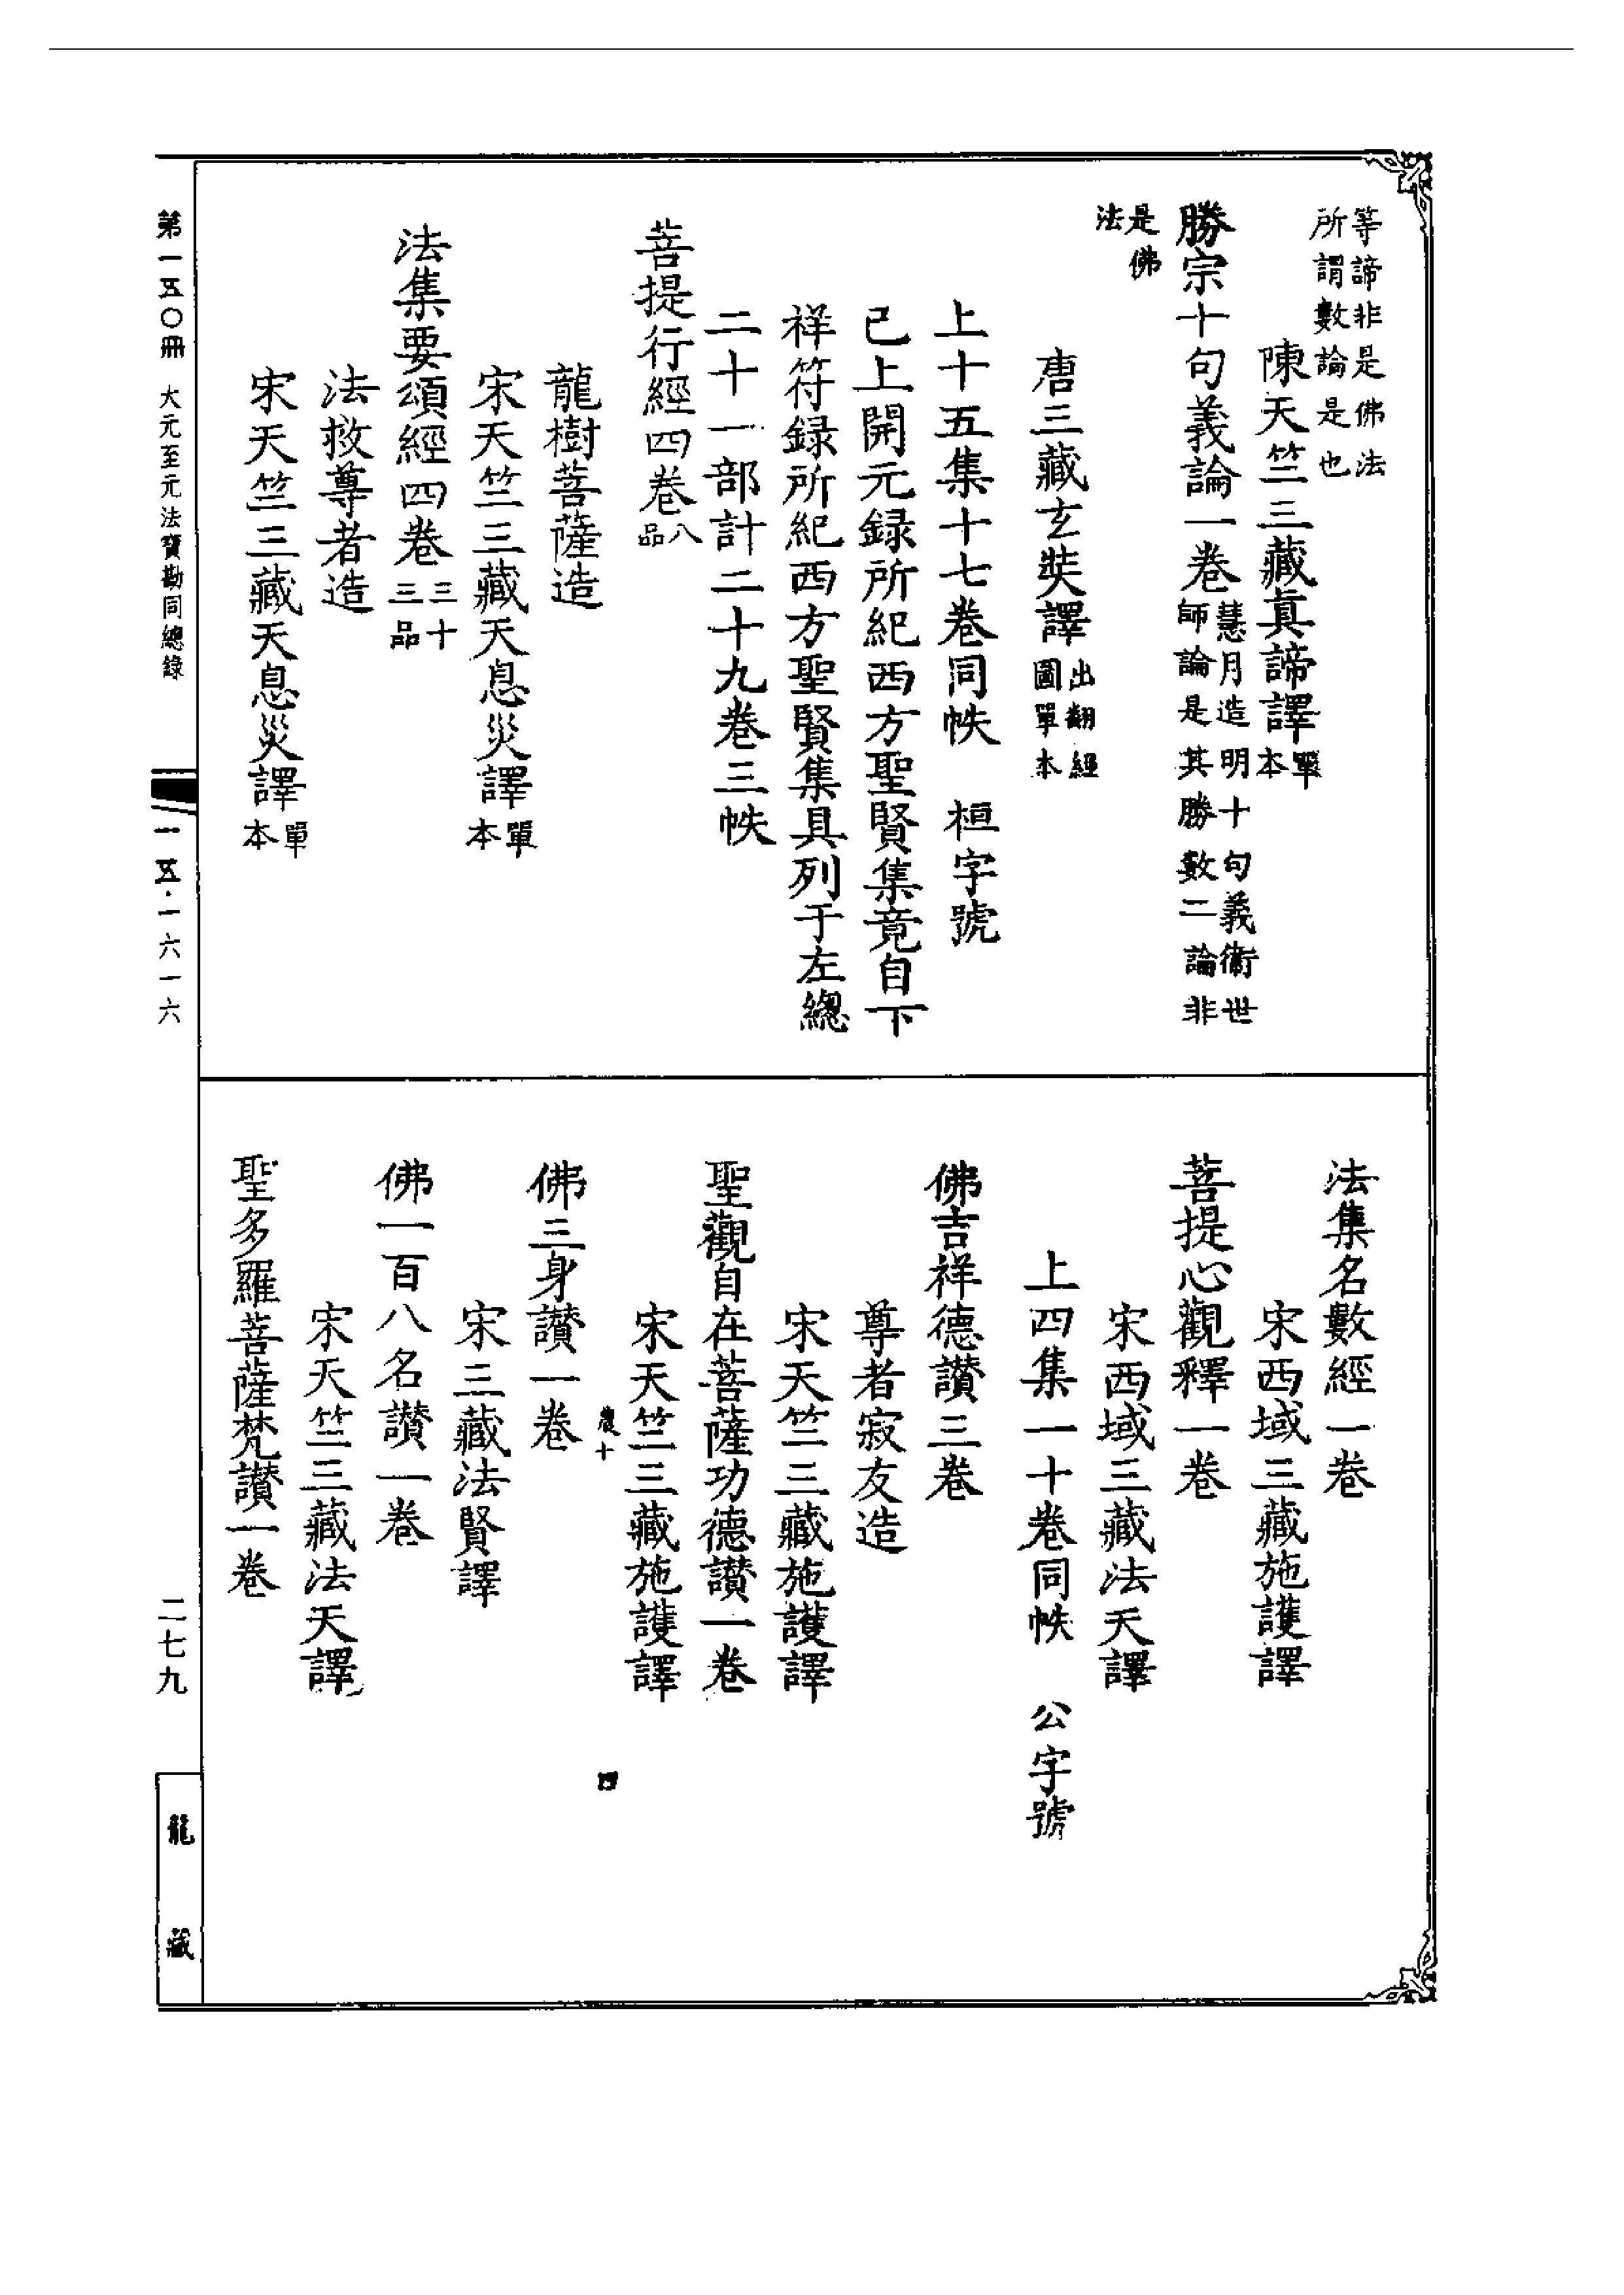 等諦非是佛法
所謂數論是也
陳天竺三藏真諦譯單本
勝宗十句義論一卷慧月造明十句義衛世
師論是其勝數二論非
是佛
法
唐三藏玄奘譯出翻經
圖單本
上十五集十七卷同帙　桓字號
已上開元録所紀西方聖賢集竟自下
祥符録所紀西方聖賢集具列于左總
二十一部計二十九卷三帙
菩提行經四卷八品
龍樹菩薩造
宋天竺三藏天息災譯單本
法集要頌經四卷三十
三品
法救尊者造
宋天竺三藏天息災譯單本
法集名數經一卷
宋西域三藏施護譯
菩提心觀釋一卷
宋西域三藏法天譯
上四集一十卷同帙　公字號
佛吉祥德讃三卷
尊者寂友造
宋天竺三藏施護譯
聖觀自在菩薩功德讃一卷
宋天竺三藏施護譯
農十
四
佛三身讃一卷
宋三藏法賢譯
佛一百八名讃一卷
宋天竺三藏法天譯
聖多羅菩薩梵讃一卷
第一五〇冊　大元至元法寶勘同總錄
一五·一六一六
二七九
龍藏